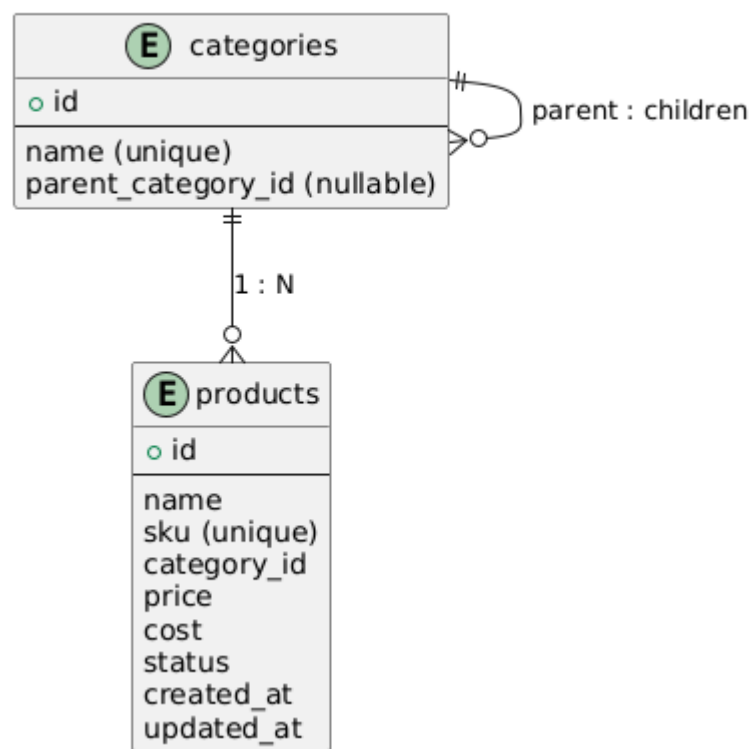 E categories
id
name (unique)
parent_category_id (nullable)
parent : children
1 : N
E products
id
name
sku (unique)
category_id
price
cost
status
created_at
updated_at